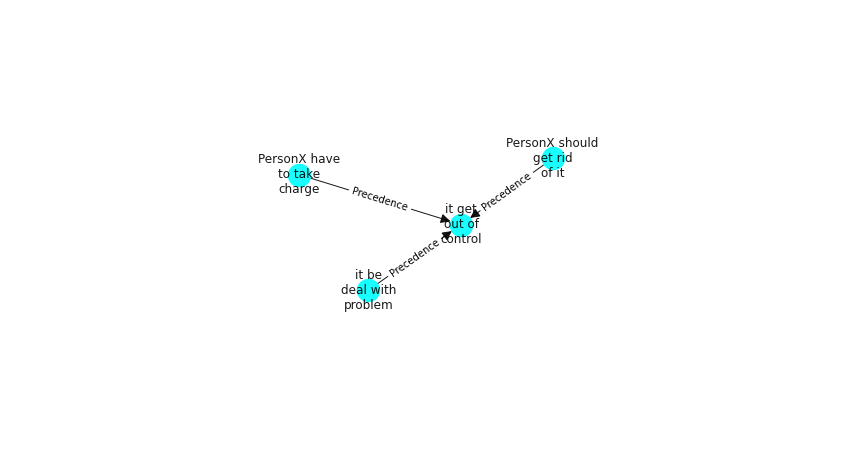 PersonX should
get rid
of it
PersonX have
to take
charge
Precedence
Precedence
it get
out of
control
Precedence
it be
deal with
problem